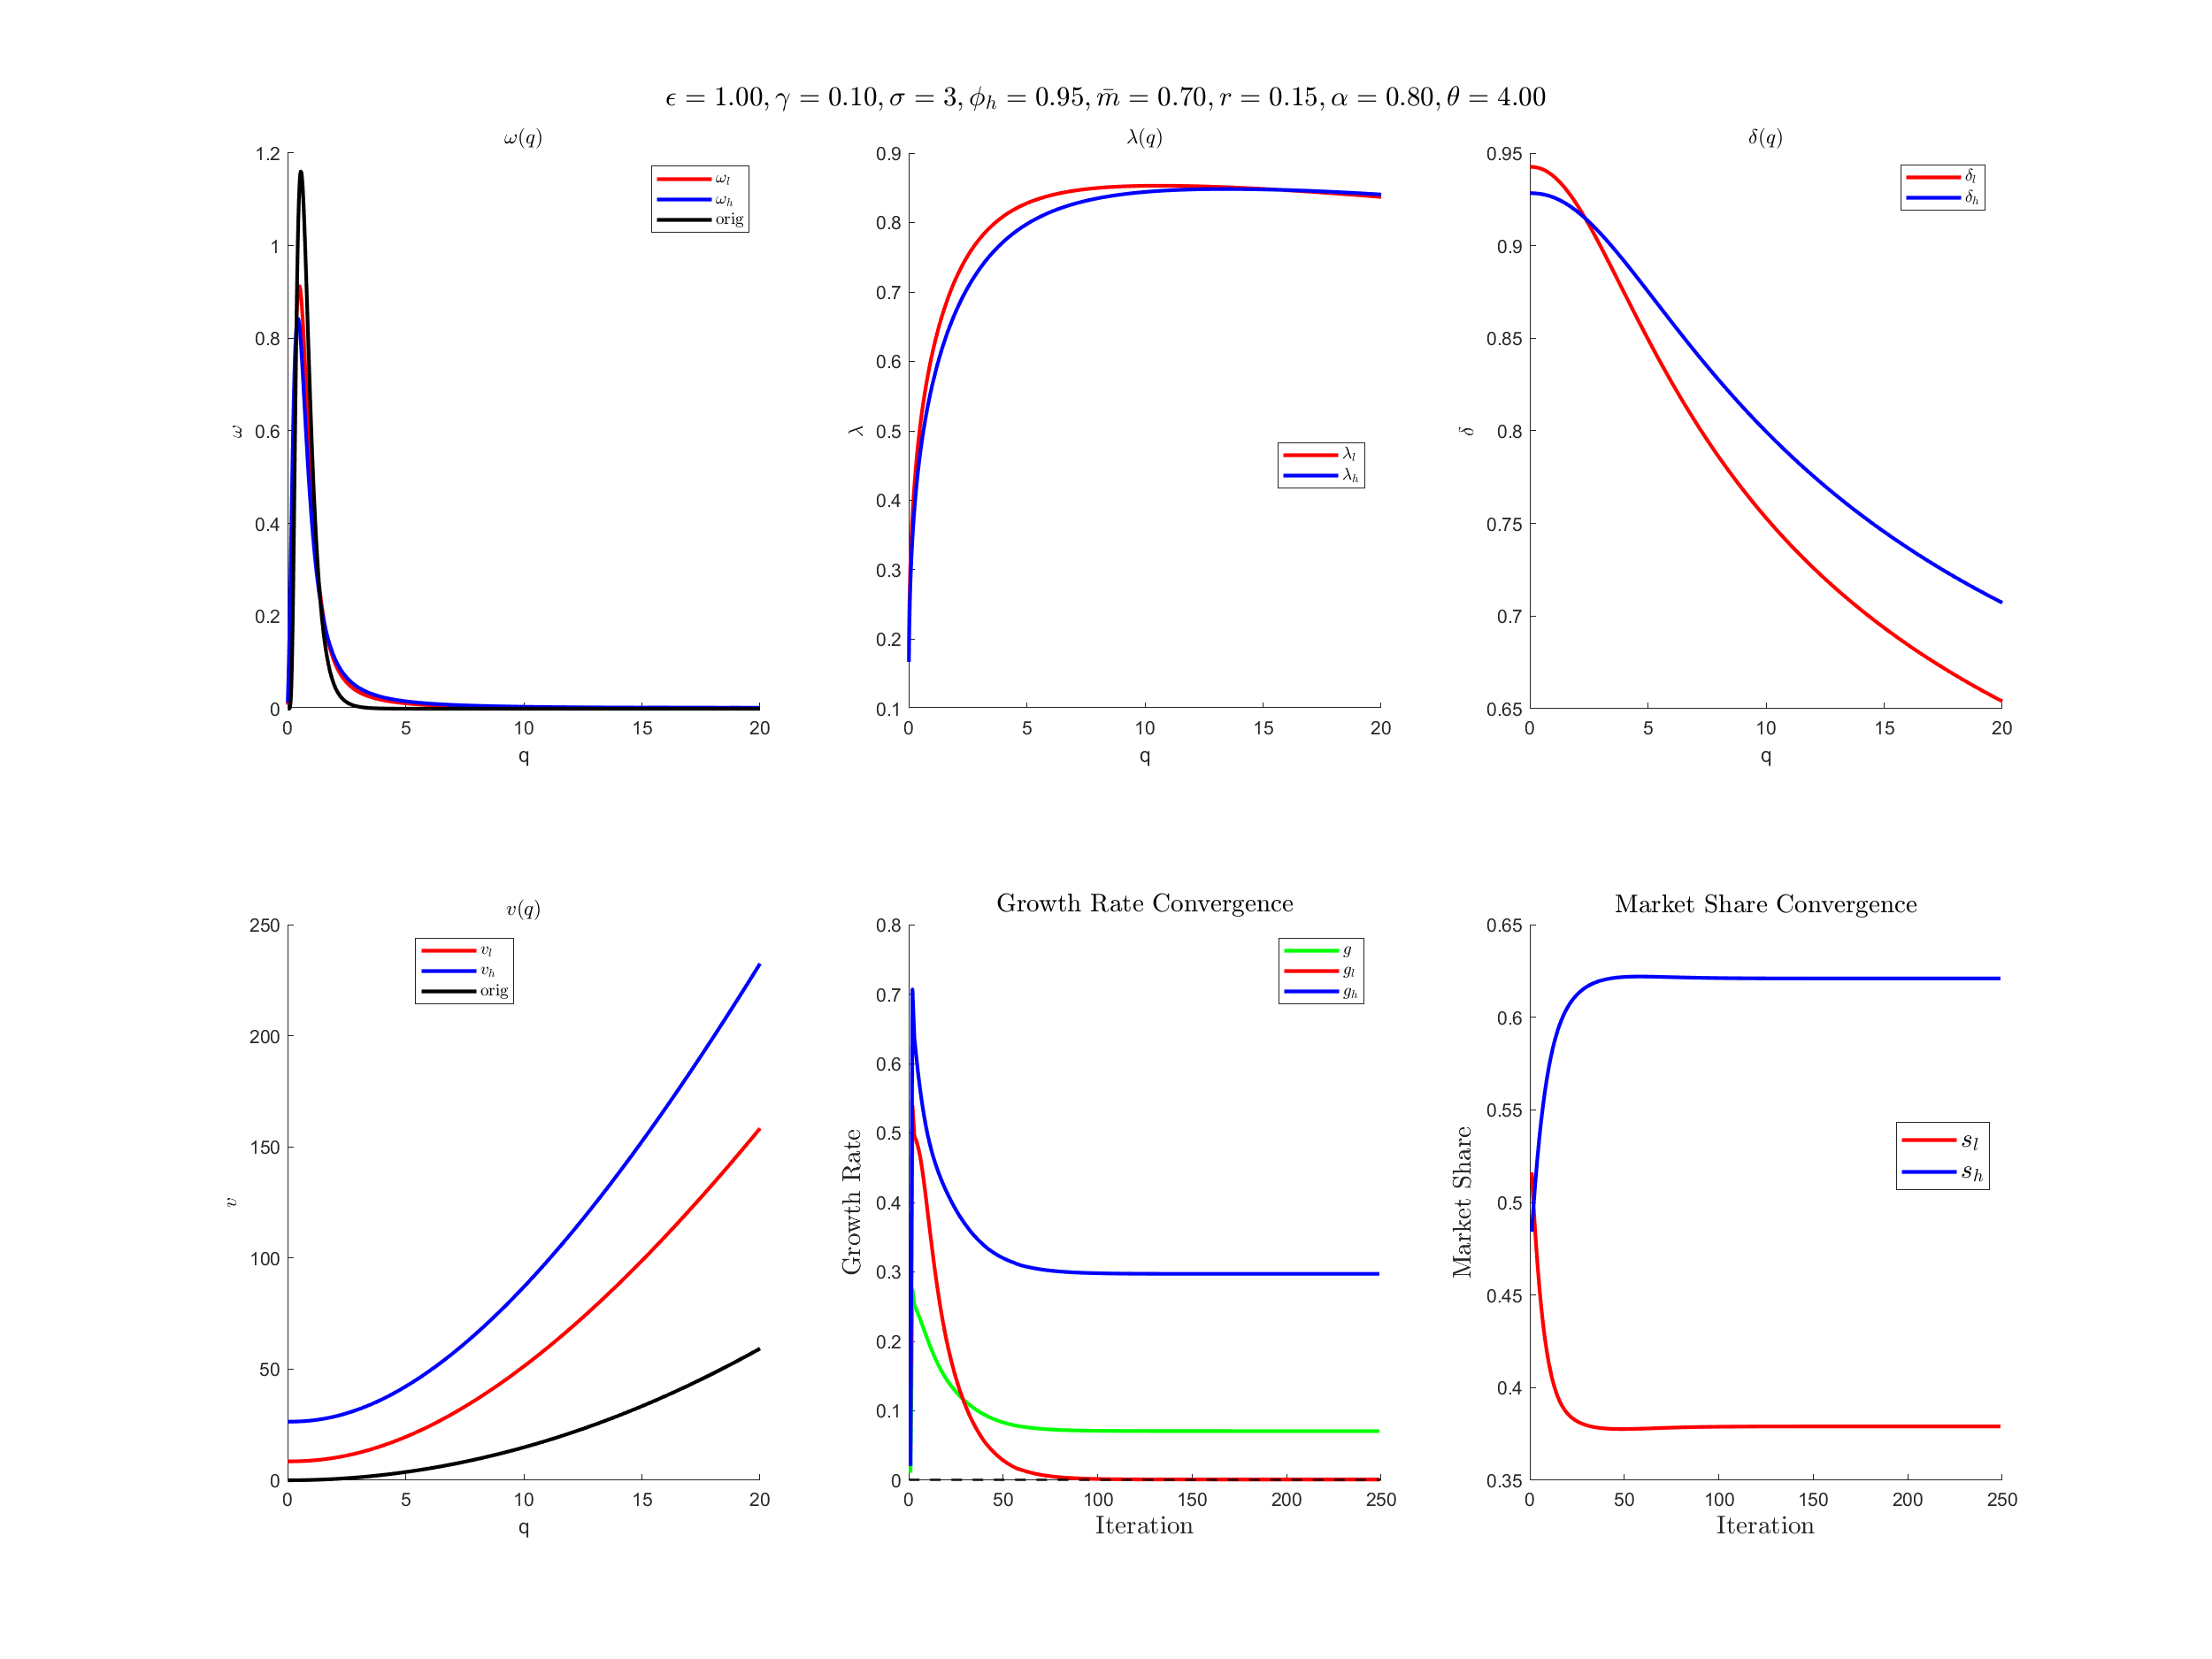 ϵ = 1.00, γ = 0.10, σ = 3, ϕ_h = 0.95, m̄ = 0.70, r = 0.15, α = 0.80, θ = 4.00
ω(q)
1.2
1
0.8
0.6
0.4
0.2
0
ω
0 5 10 15 20
q
ω_l
ω_h
orig
λ(q)
0.9
0.8
0.7
0.6
0.5
0.4
0.3
0.2
0.1
λ
0 5 10 15 20
q
λ_l
λ_h
δ(q)
0.95
0.9
0.85
0.8
0.75
0.7
0.65
δ
0 5 10 15 20
q
δ_l
δ_h
v(q)
250
200
150
100
50
0
v
0 5 10 15 20
q
v_l
v_h
orig
Growth Rate Convergence
0.8
0.7
0.6
0.5
0.4
0.3
0.2
0.1
0
Growth Rate
0 50 100 150 200 250
Iteration
g
g_l
g_h
Market Share Convergence
0.65
0.6
0.55
0.5
0.45
0.4
0.35
Market Share
0 50 100 150 200 250
Iteration
s_l
s_h